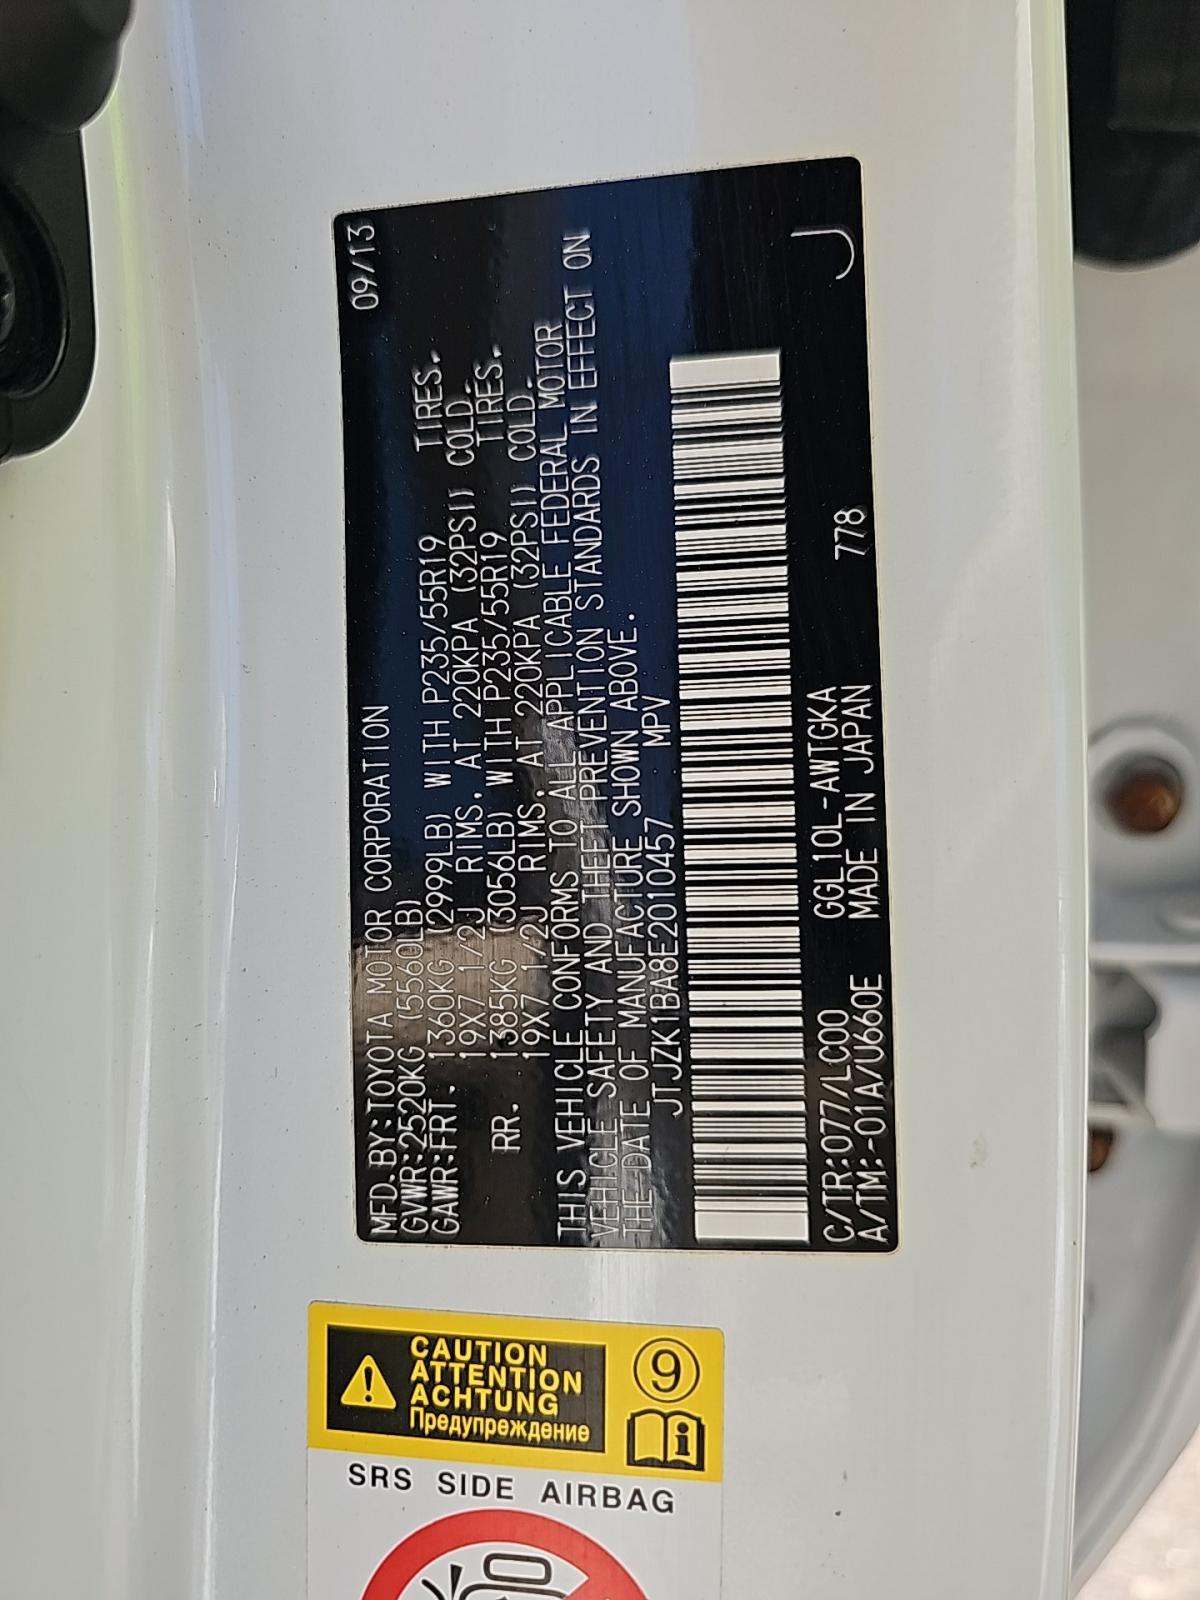 09/13
MFD.BY:TOYOTA MOTOR CORPORATION
GVWR:2520KG (5560LB)
GAWR:FRT. 1360KG (2999LB) WITH P235/55R19 TIRES.
19X7 1/2J RIMS. AT 220KPA (32PSI) COLD.
RR. 1385KG (3056LB) WITH P235/55R19 TIRES.
19X7 1/2J RIMS. AT 220KPA (32PSI) COLD.
THIS VEHICLE CONFORMS TO ALL APPLICABLE FEDERAL MOTOR
VEHICLE SAFETY AND THEFT PREVENTION STANDARDS IN EFFECT ON
THE DATE OF MANUFACTURE SHOWN ABOVE.
JTJZK1BA8E2010457 MPV
C/TR:077/LC00 GGL10L-AWTGKA 778
A/TM:-01A/U660E MADE IN JAPAN
J
CAUTION
ATTENTION
ACHTUNG
Предупреждение
9
i
SRS SIDE AIRBAG